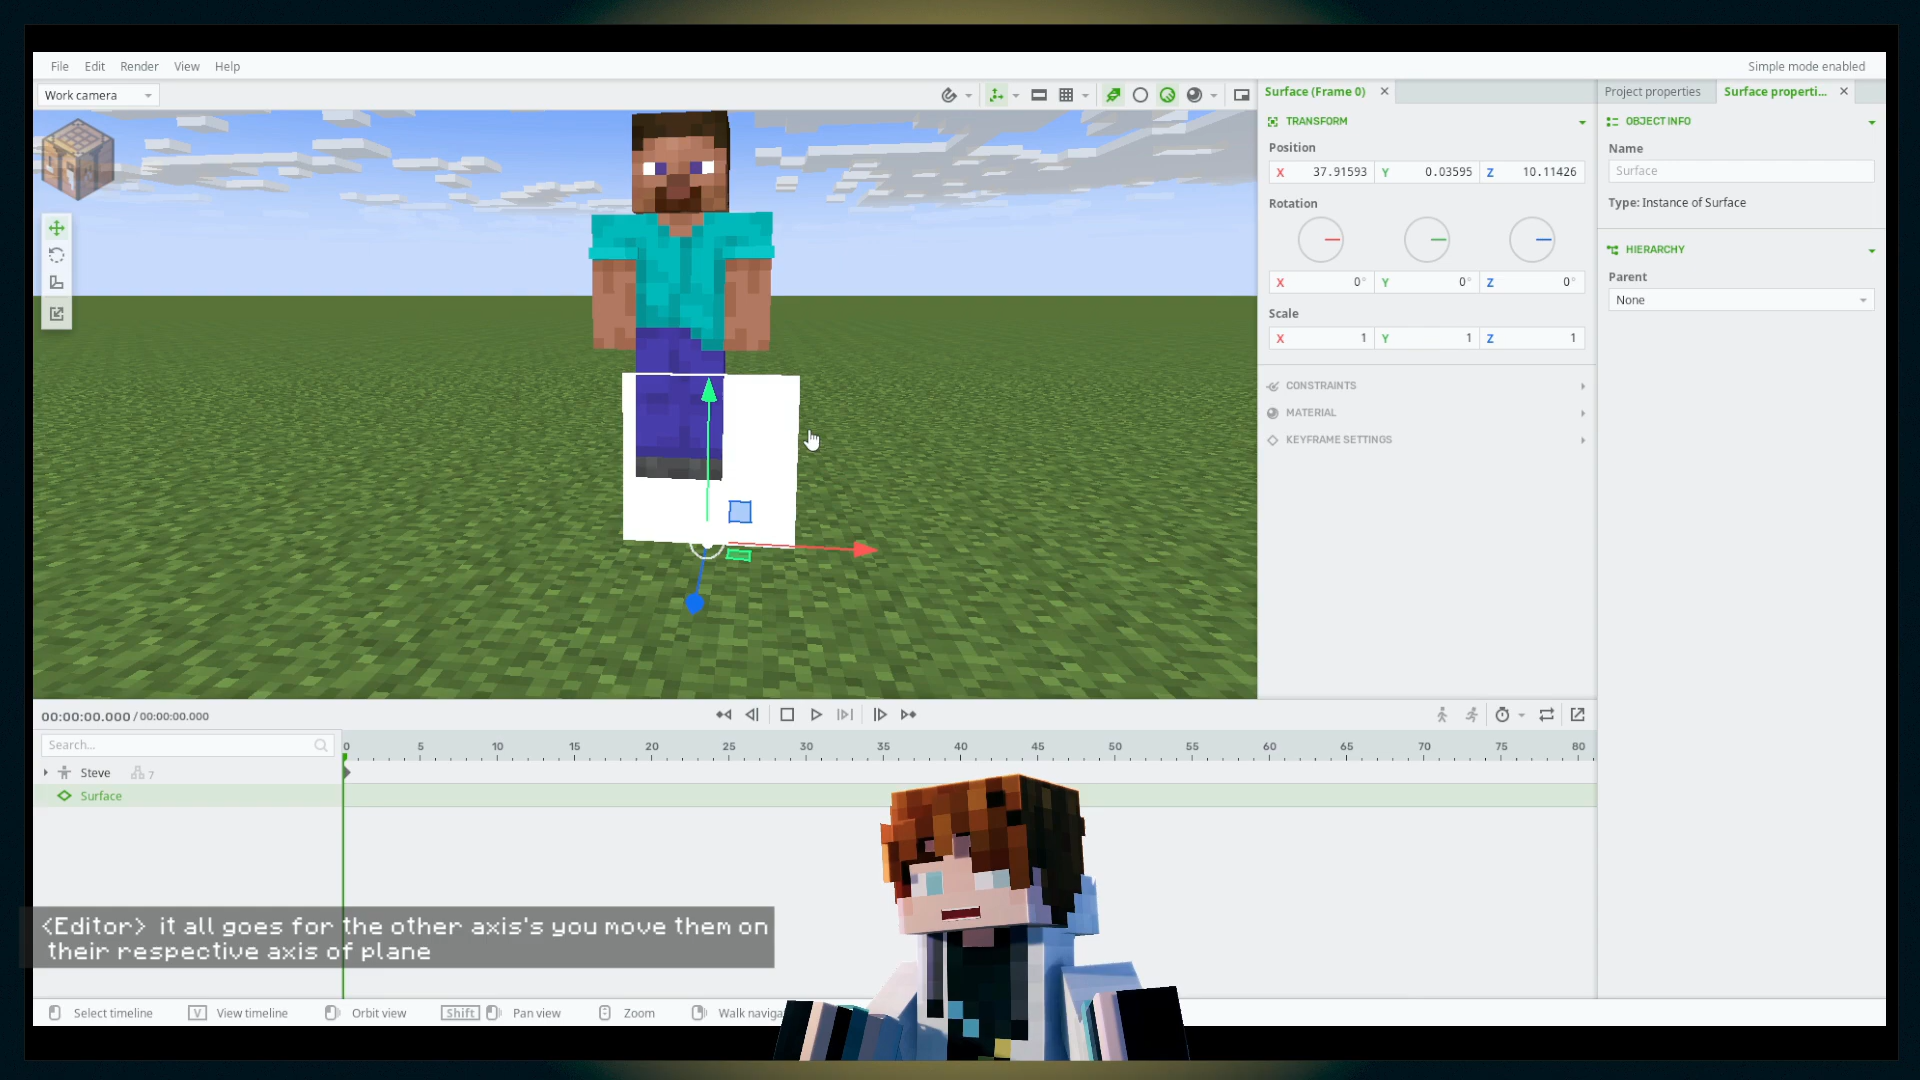 File Edit Render View Help Simple mode enabled
Work camera
Surface (Frame 0)
Project properties Surface properti...
TRANSFORM
Position
X 37.91593 Y 0.03595 Z 10.11426
Rotation
X 0° Y 0° Z 0°
Scale
X 1 Y 1 Z 1
CONSTRAINTS
MATERIAL
KEYFRAME SETTINGS
OBJECT INFO
Name
Surface
Type: Instance of Surface
HIERARCHY
Parent
None
00:00:00.000 / 00:00:00.000
Search...
0 5 10 15 20 25 30 35 40 45 50 55 60 65 70 75 80
Steve 7
Surface
<Editor> it all goes for the other axis's you move them on
their respective axis of plane
Select timeline V View timeline Orbit view Shift Pan view Zoom Walk naviga